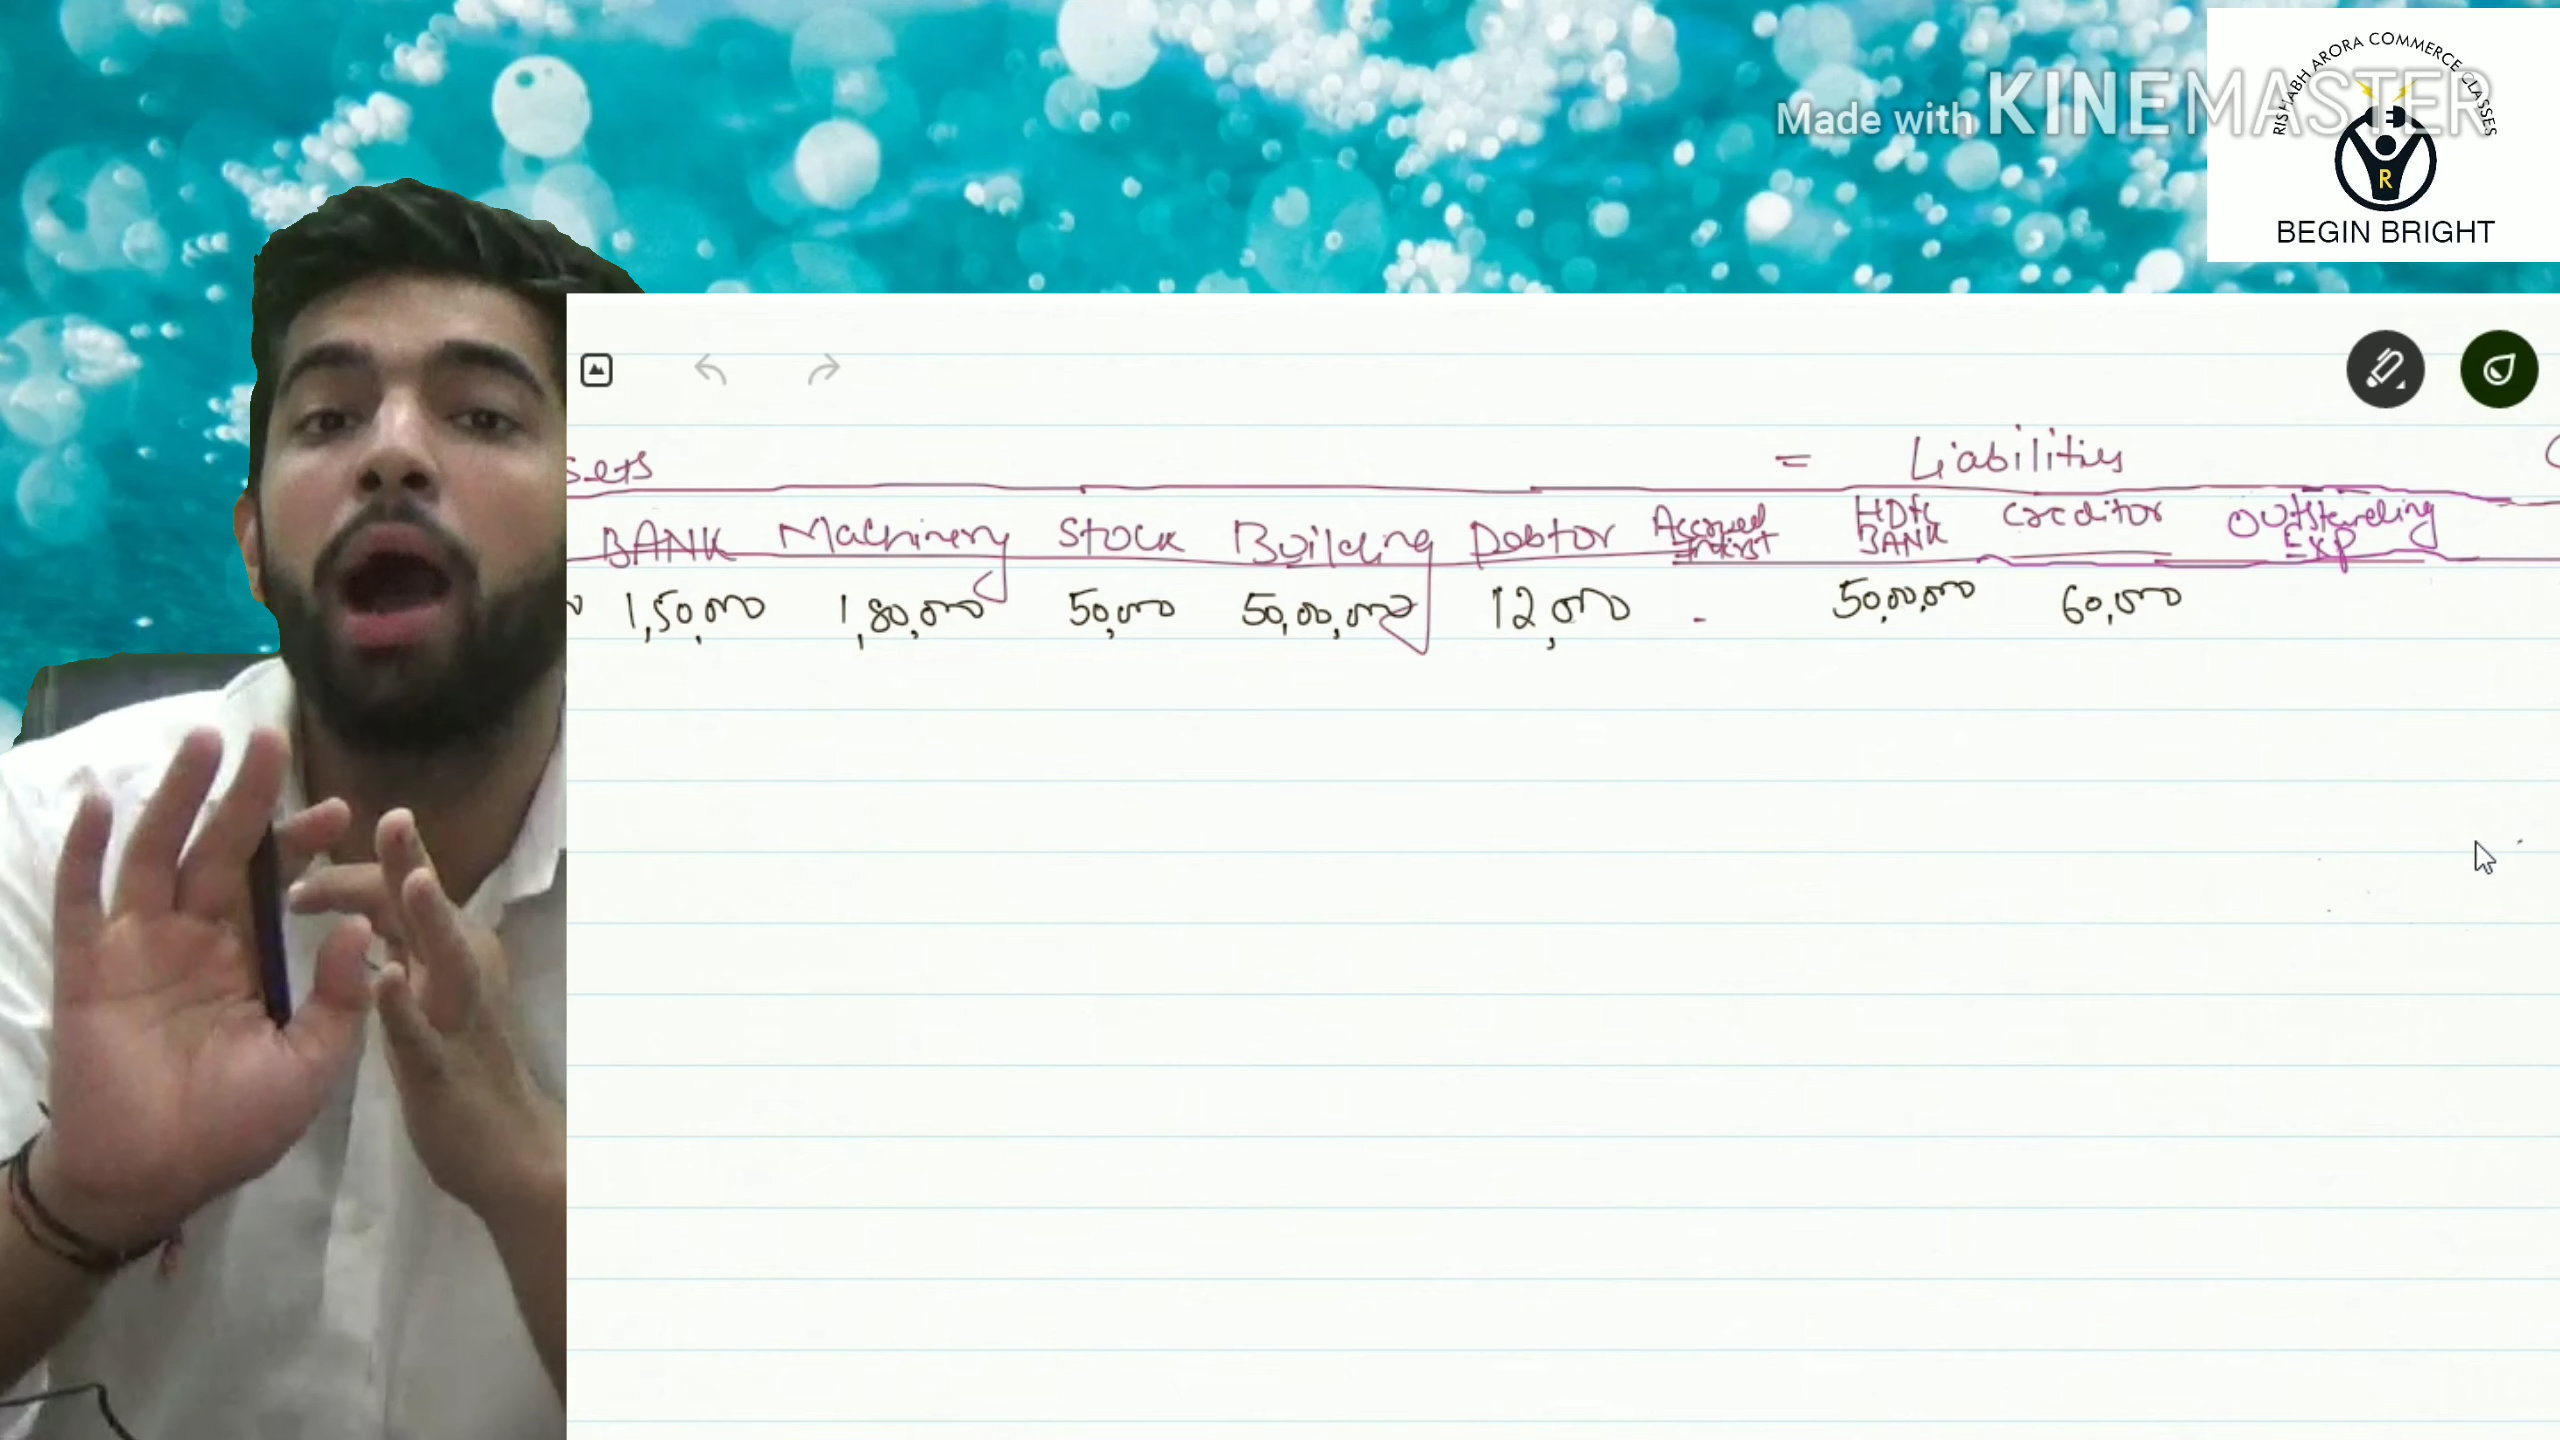 RISHABH ARORA COMMERCE CLASSES
Made with KINEMASTER
R
BEGIN BRIGHT
sets = Liabilities
BANK Machinery Stock Building Debtor Accrued HDFC BANK Creditor Outstanding Exp
1,50,000 1,80,000 50,000 50,00,000 12,000 - 50,00,000 60,000